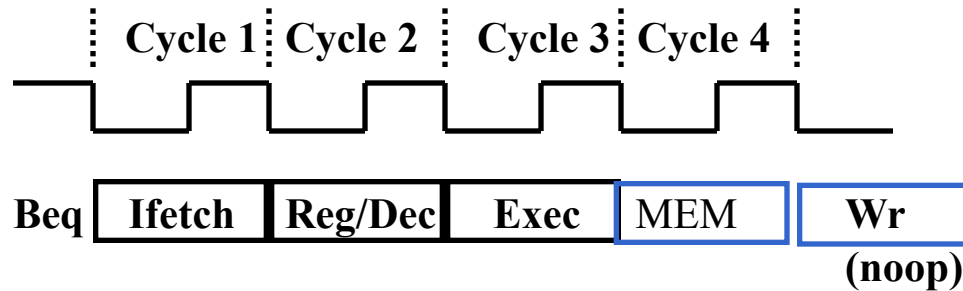 Cycle 1 Cycle 2 Cycle 3 Cycle 4
Beq Ifetch Reg/Dec Exec MEM Wr
(noop)